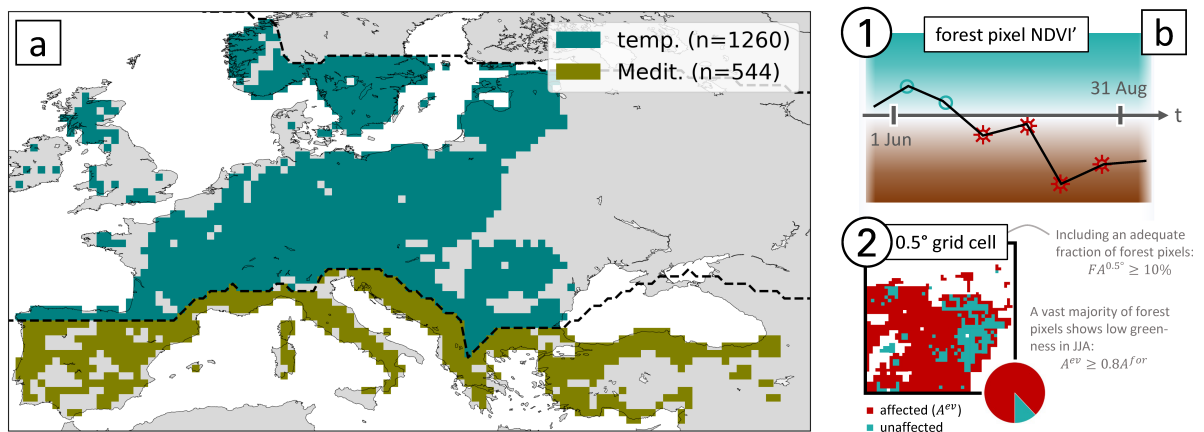 a
temp. (n=1260)
Medit. (n=544)
1
forest pixel NDVI’
b
31 Aug
t
1 Jun
2
0.5° grid cell
Including an adequate
fraction of forest pixels:
FA^{0.5°} ≥ 10%
A vast majority of forest
pixels shows low green-
ness in JJA:
A^{ev} ≥ 0.8A^{for}
affected (A^{ev})
unaffected